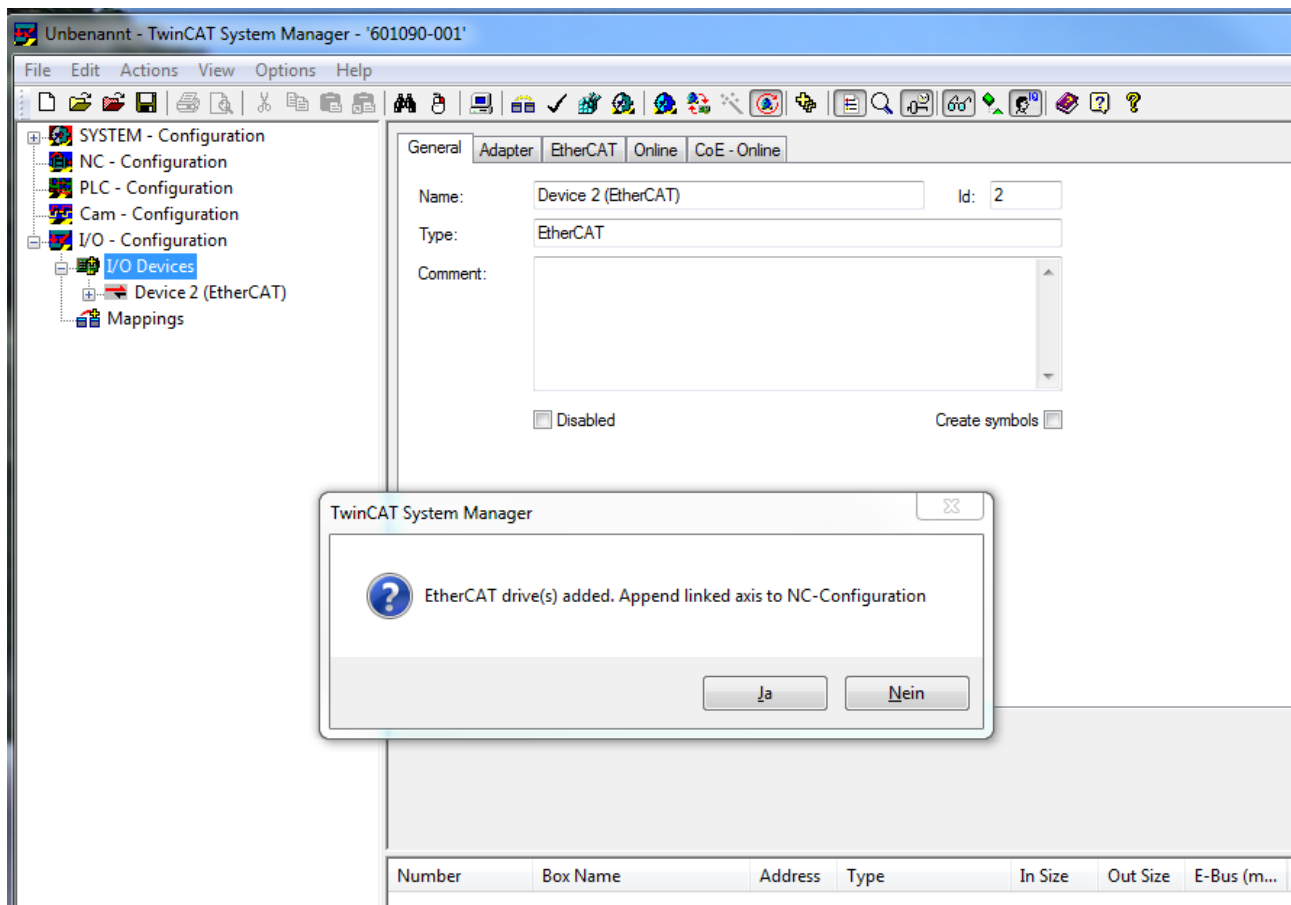 Unbenannt - TwinCAT System Manager - '601090-001'
File Edit Actions View Options Help
SYSTEM - Configuration
NC - Configuration
PLC - Configuration
Cam - Configuration
I/O - Configuration
I/O Devices
Device 2 (EtherCAT)
Mappings
General Adapter EtherCAT Online CoE - Online
Name: Device 2 (EtherCAT) Id: 2
Type: EtherCAT
Comment:
Disabled Create symbols
TwinCAT System Manager
EtherCAT drive(s) added. Append linked axis to NC-Configuration
Ja Nein
Number Box Name Address Type In Size Out Size E-Bus (m...